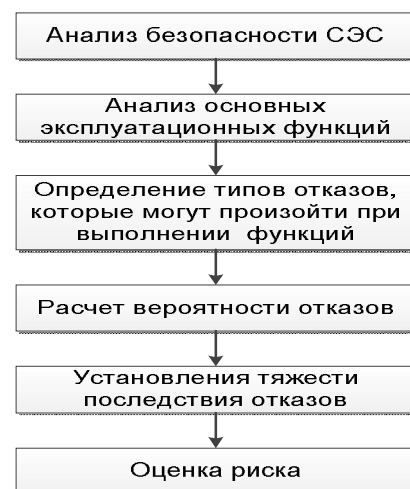 Анализ безопасности СЭС
Анализ основных
эксплуатационных функций
Определение типов отказов,
которые могут произойти при
выполнении функций
Расчет вероятности отказов
Установления тяжести
последствия отказов
Оценка риска